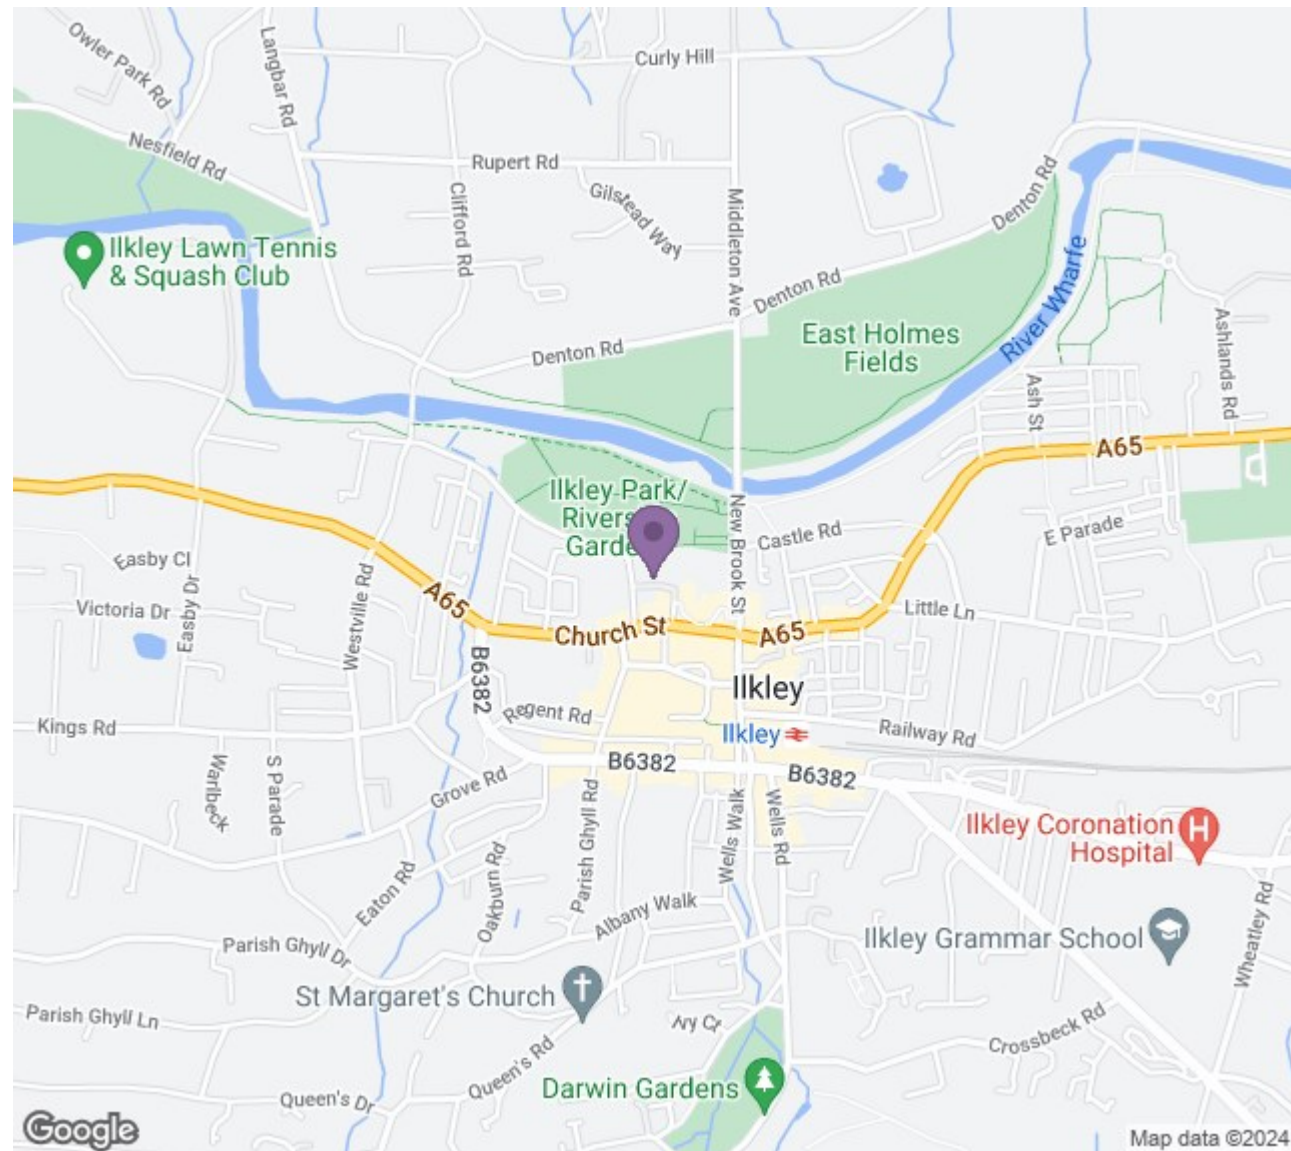 Owler Park Rd
Langbar Rd
Curly Hill
Nesfield Rd
Rupert Rd
Gilstead Way
Clifford Rd
Middleton Ave
Denton Rd
Ilkley Lawn Tennis
& Squash Club
Denton Rd
River Wharfe
Ashlands Rd
East Holmes
Fields
Denton Rd
Ash St
A65
Ilkley Park/
Rivers
Garde
New Brook St
Castle Rd
E Parade
Easby Cl
Easby Dr
Victoria Dr
Westville Rd
A65
Church St
A65
Little Ln
B6382
Ilkley
Regent Rd
Kings Rd
Ilkley
Railway Rd
B6382
B6382
Warlbeck
S Parade
Grove Rd
Parish Ghyll Rd
Wells Walk
Wells Rd
Ilkley Coronation
Hospital
H
Eaton Rd
Oakburn Rd
Albany Walk
Wheatley Rd
Parish Ghyll Dr
Ilkley Grammar School
St Margaret's Church
Parish Ghyll Ln
Queen's Rd
Crossbeck Rd
Darwin Gardens
Queen's Dr
Google
Map data ©2024